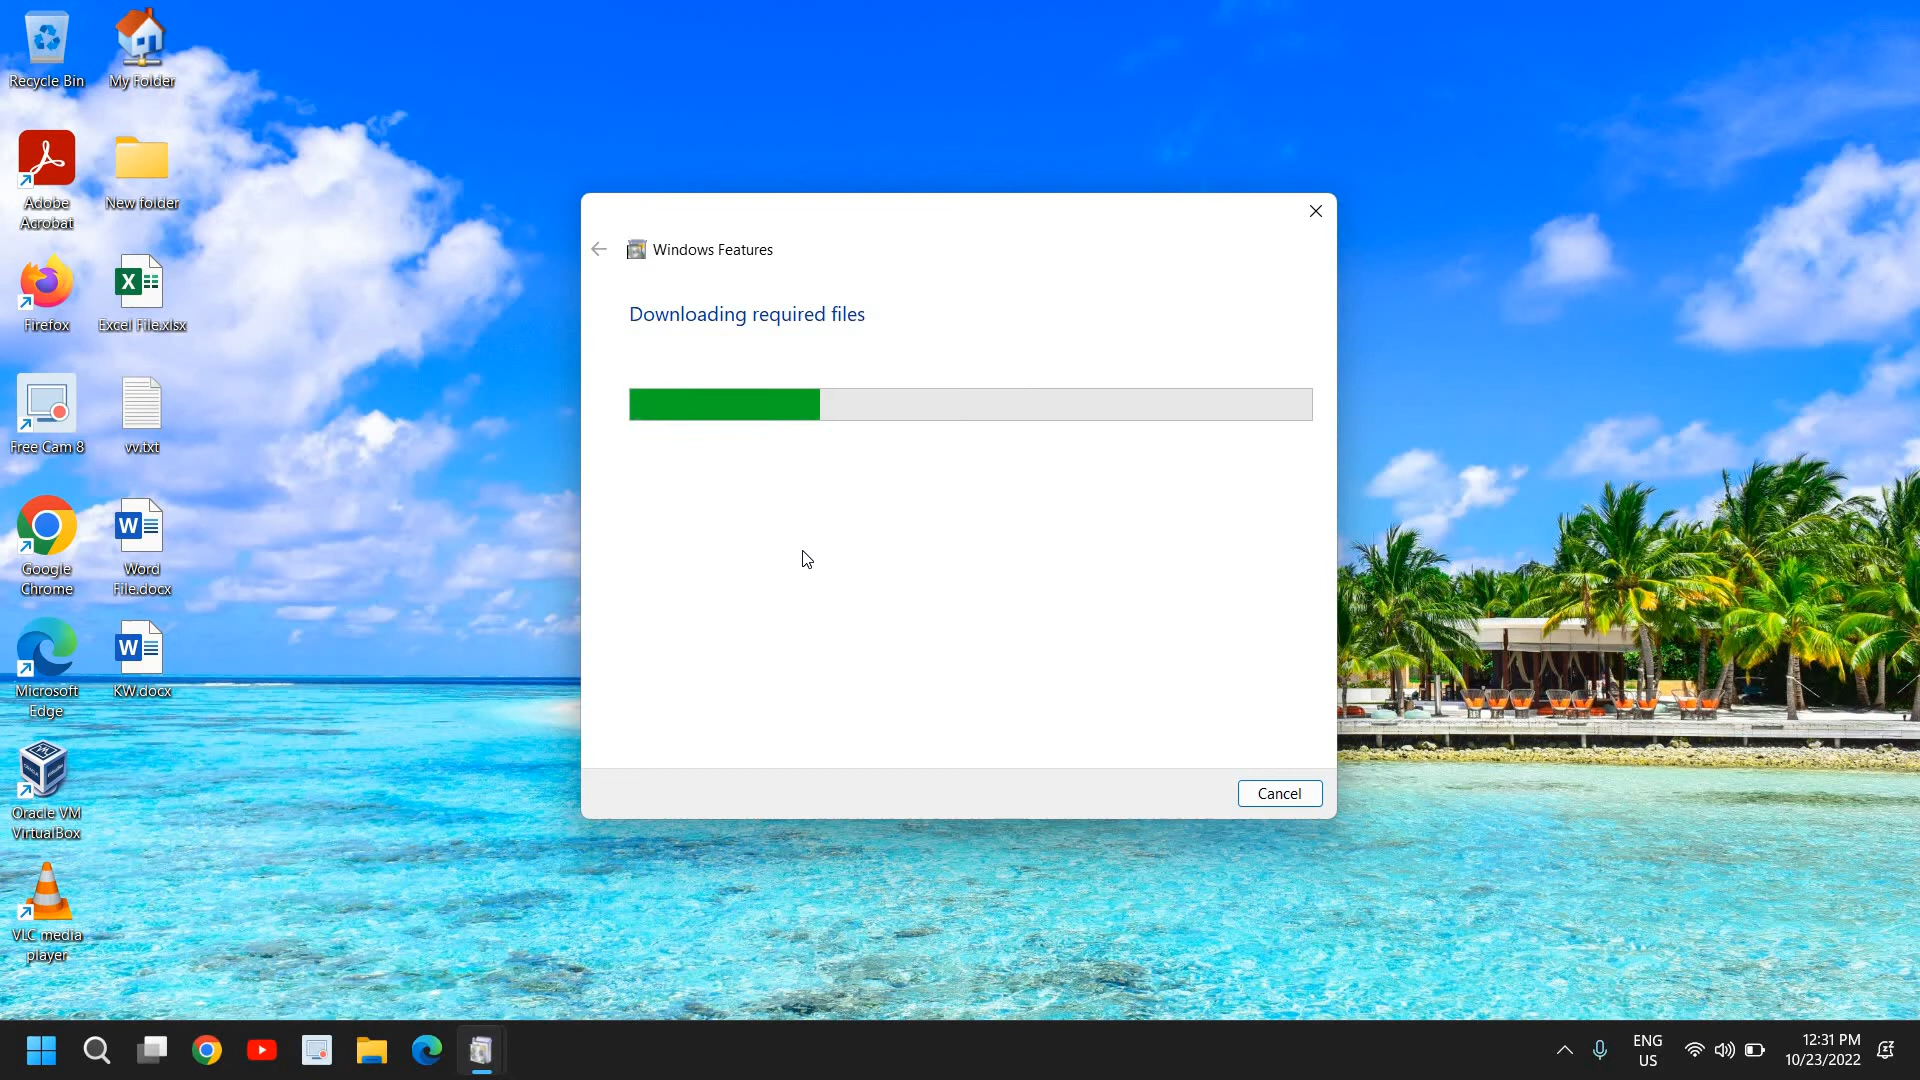 Recycle Bin
My Folder
Adobe
Acrobat
New folder
Firefox
Excel File.xlsx
Free Cam 8
vv.txt
Google
Chrome
Word
File.docx
Microsoft
Edge
KW.docx
Oracle VM
VirtualBox
VLC media
player
Windows Features
Downloading required files
Cancel
ENG
US
12:31 PM
10/23/2022